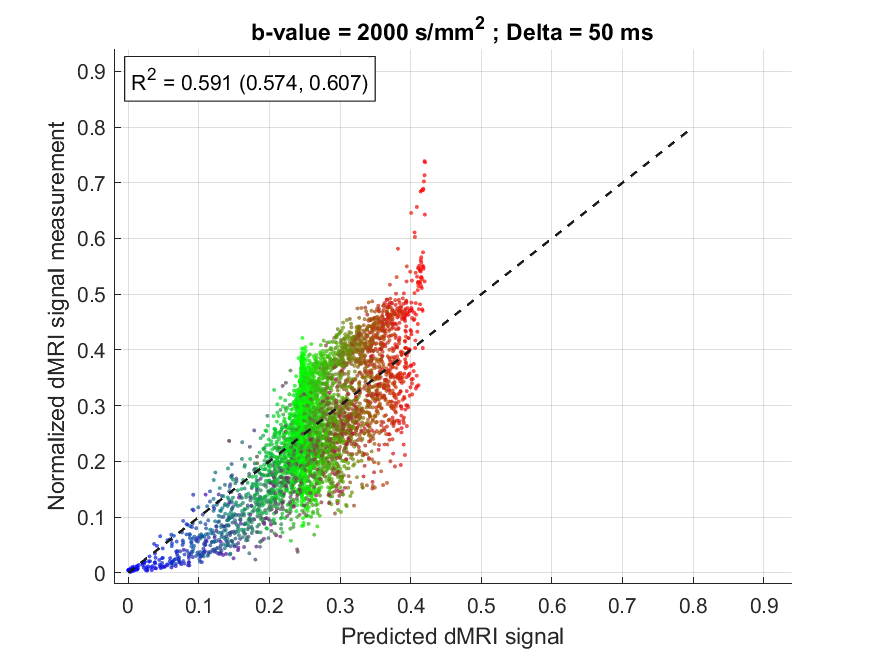 b-value = 2000 s/mm² ; Delta = 50 ms
R² = 0.591 (0.574, 0.607)
Normalized dMRI signal measurement
0.9
0.8
0.7
0.6
0.5
0.4
0.3
0.2
0.1
0
0 0.1 0.2 0.3 0.4 0.5 0.6 0.7 0.8 0.9
Predicted dMRI signal